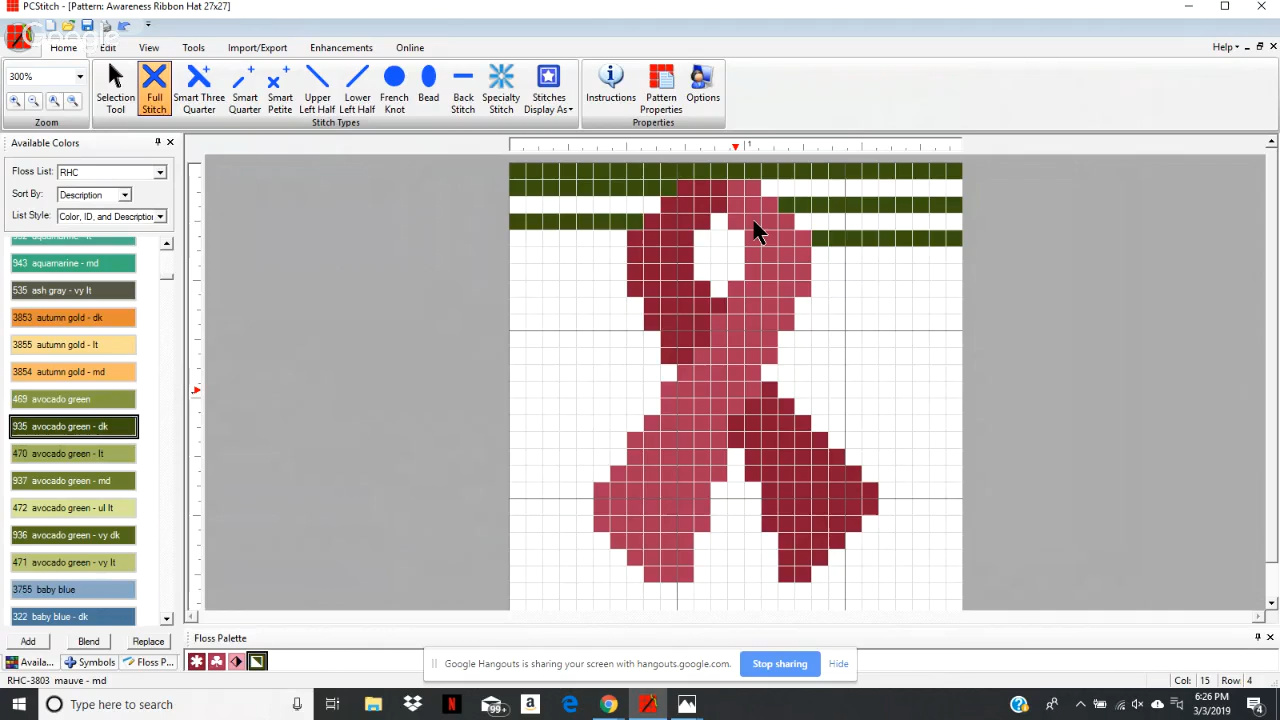 PCStitch - [Pattern: Awareness Ribbon Hat 27x27]
Google
Home Edit View Tools Import/Export Enhancements Online Help
300%
Zoom
Selection Tool
Full Stitch
Smart Three Quarter
Smart Quarter
Smart Petite
Upper Left Half
Lower Left Half
French Knot
Bead
Back Stitch
Specialty Stitch
Stitches Display As
Stitch Types
Instructions
Pattern Properties
Options
Properties
Available Colors
Floss List: RHC
Sort By: Description
List Style: Color, ID, and Description
943 aquamarine - md
535 ash gray - vy lt
3853 autumn gold - dk
3855 autumn gold - lt
3854 autumn gold - md
469 avocado green
935 avocado green - dk
470 avocado green - lt
937 avocado green - md
472 avocado green - ul lt
936 avocado green - vy dk
471 avocado green - vy lt
3755 baby blue
322 baby blue - dk
Add Blend Replace
Availa... Symbols Floss P...
1
Floss Palette
Google Hangouts is sharing your screen with hangouts.google.com. Stop sharing Hide
RHC-3803 mauve - md
Col: 15 Row: 4
Type here to search
99+
6:26 PM
3/3/2019
4